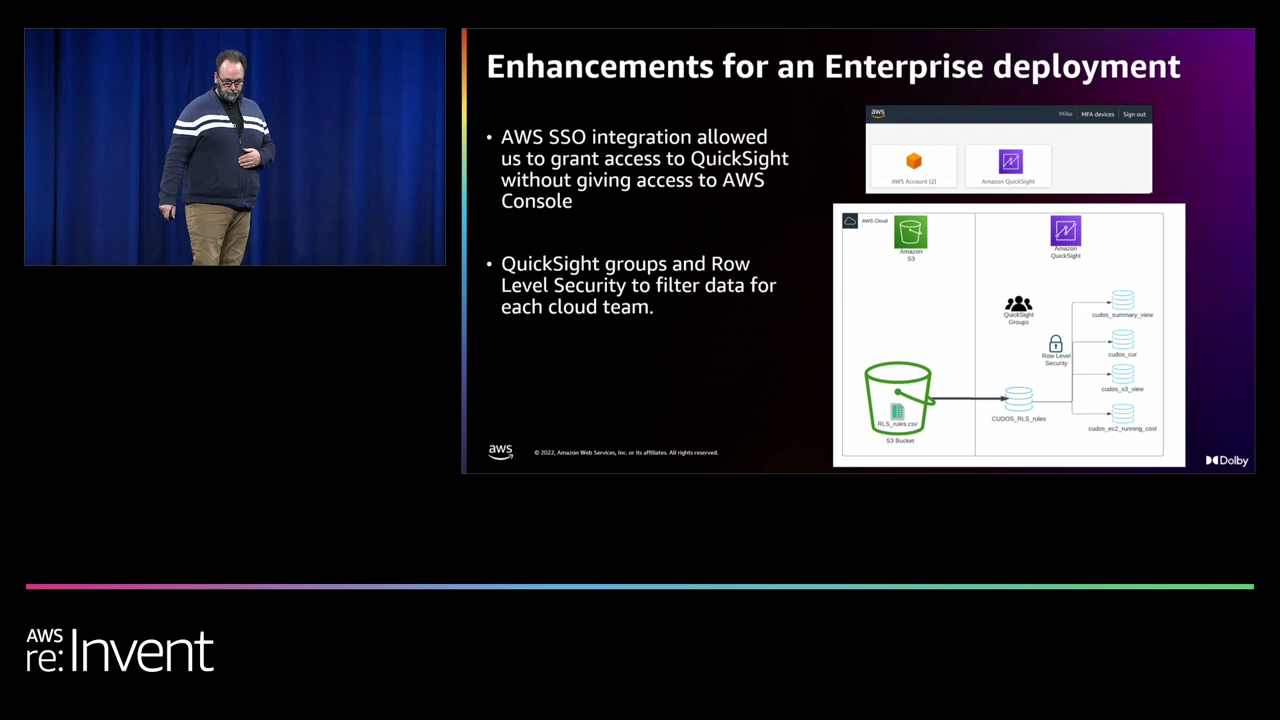 Enhancements for an Enterprise deployment
• AWS SSO integration allowed
us to grant access to QuickSight
without giving access to AWS
Console
• QuickSight groups and Row
Level Security to filter data for
each cloud team.
aws
Mike | MFA devices | Sign out
AWS Account (2)
Amazon QuickSight
AWS Cloud
Amazon
S3
Amazon
QuickSight
QuickSight
Groups
Row Level
Security
cudos_summary_view
cudos_cur
cudos_s3_view
cudos_ec2_running_cost
CUDOS_RLS_rules
RLS_rules.csv
S3 Bucket
aws
© 2022, Amazon Web Services, Inc. or its affiliates. All rights reserved.
Dolby
AWS
re:Invent